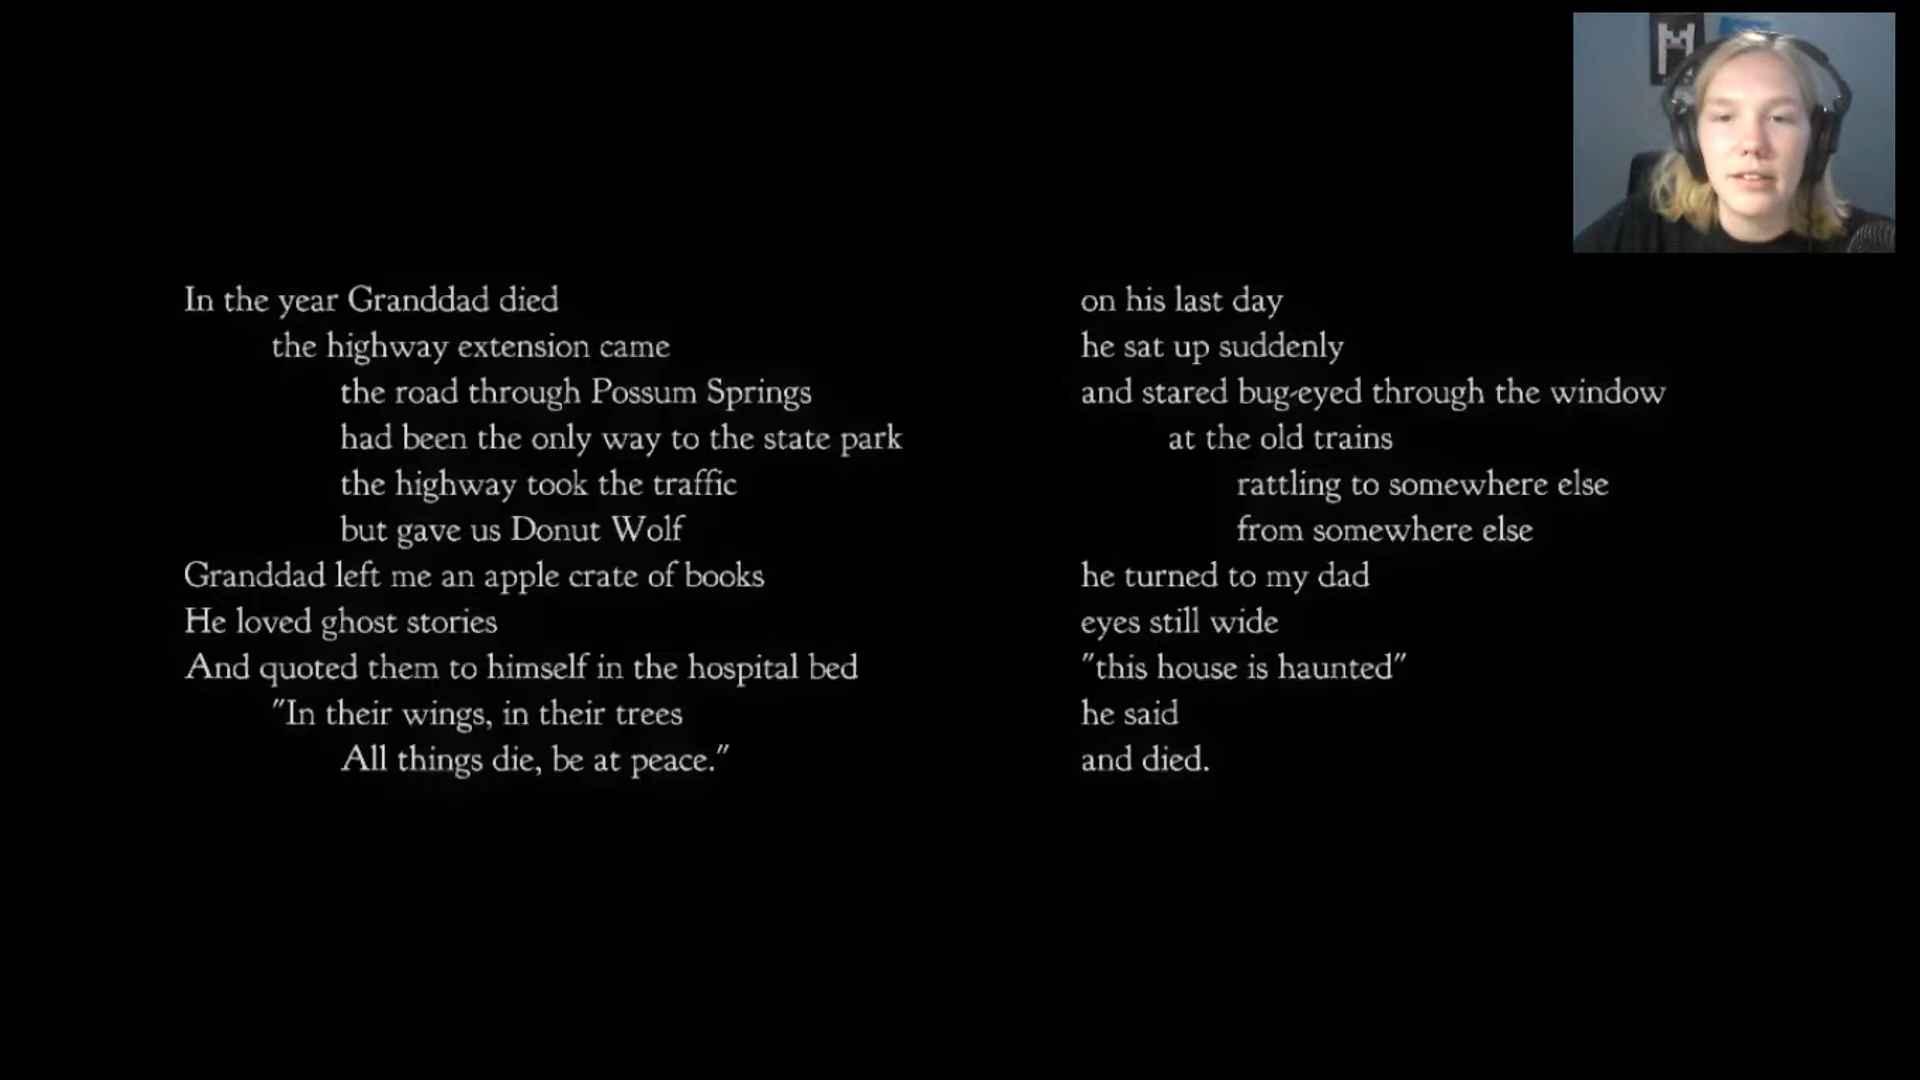 In the year Granddad died
the highway extension came
the road through Possum Springs
had been the only way to the state park
the highway took the traffic
but gave us Donut Wolf
Granddad left me an apple crate of books
He loved ghost stories
And quoted them to himself in the hospital bed
"In their wings, in their trees
All things die, be at peace."
on his last day
he sat up suddenly
and stared bug-eyed through the window
at the old trains
rattling to somewhere else
from somewhere else
he turned to my dad
eyes still wide
"this house is haunted"
he said
and died.